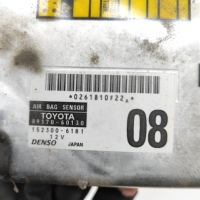 *0261810F22*
AIR BAG SENSOR
TOYOTA
89170-60130
152300-6181
12V
DENSO JAPAN
08